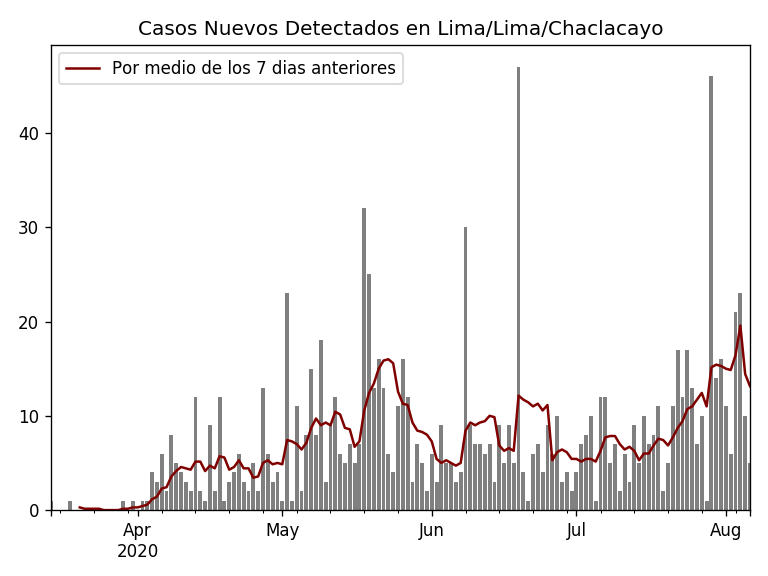 Casos Nuevos Detectados en Lima/Lima/Chaclacayo
Por medio de los 7 dias anteriores
40
30
20
10
0
Apr May Jun Jul Aug
2020